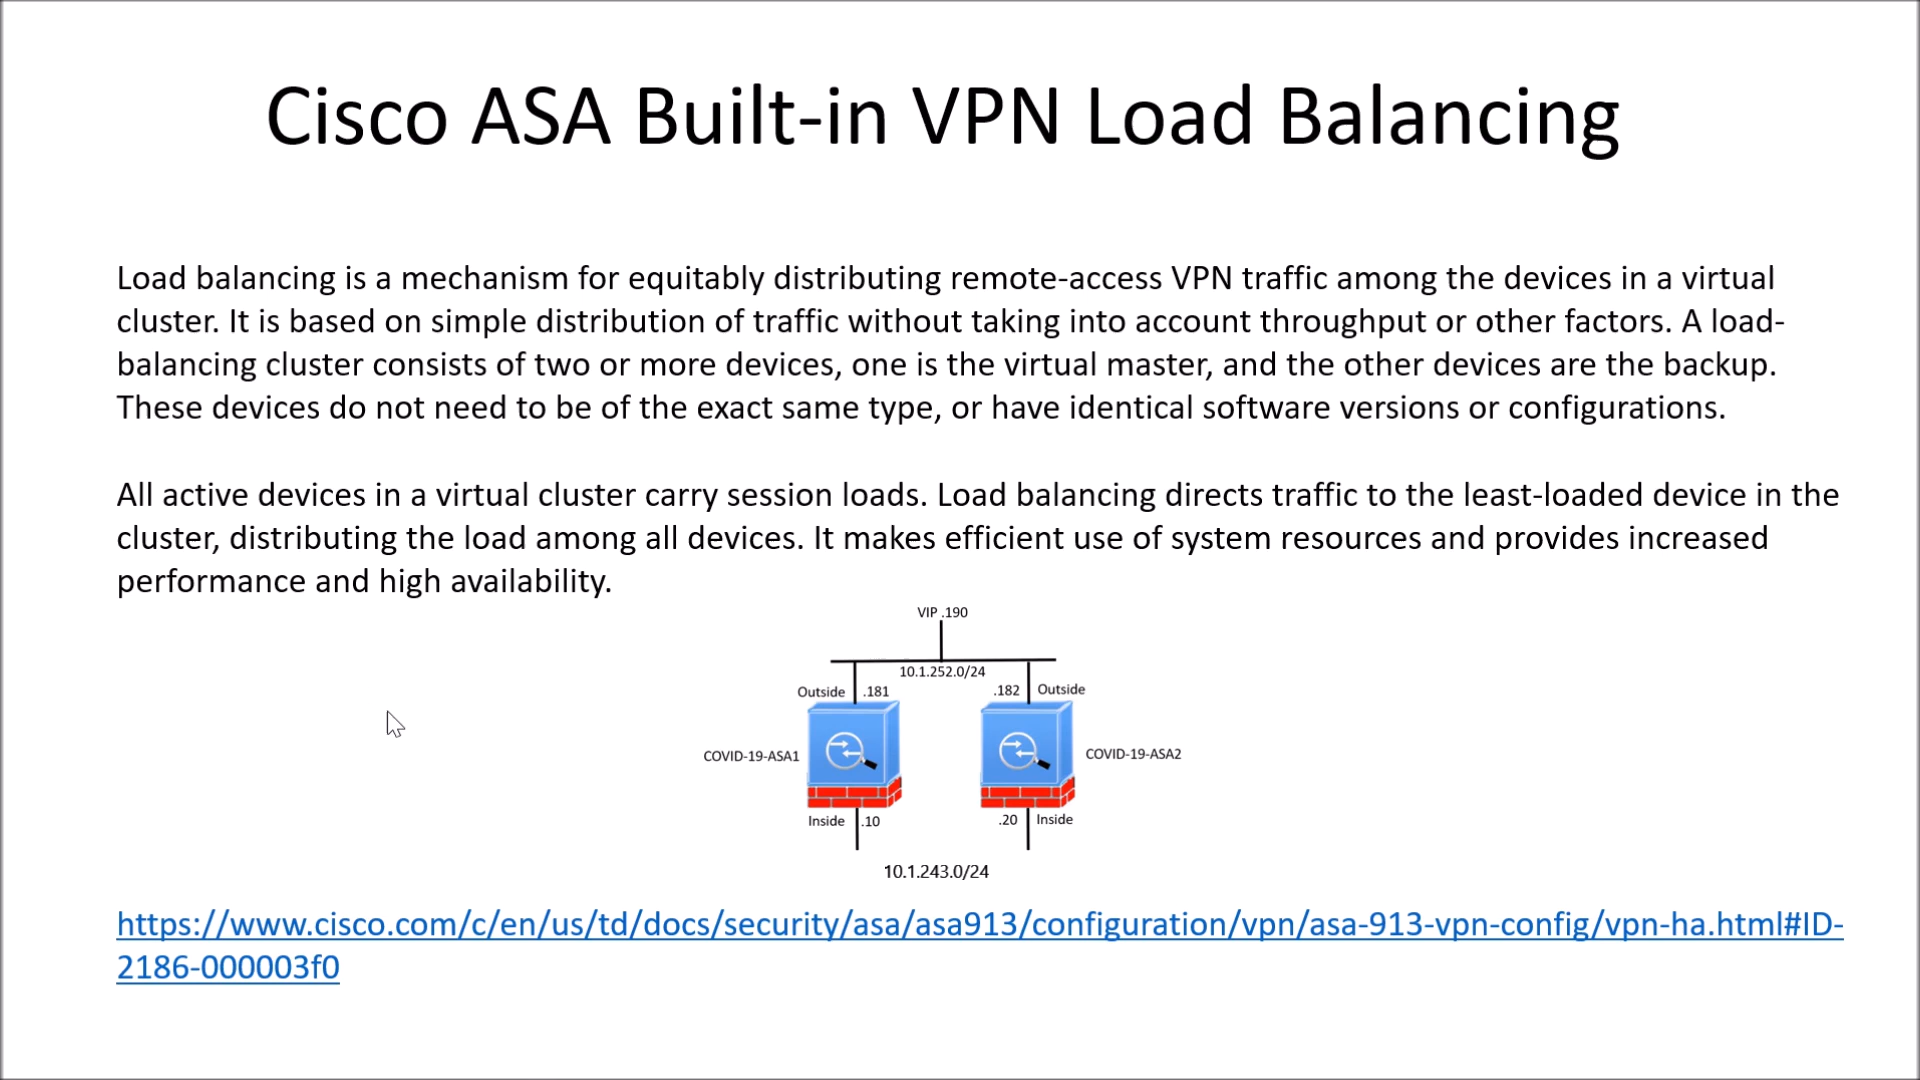 Cisco ASA Built-in VPN Load Balancing
Load balancing is a mechanism for equitably distributing remote-access VPN traffic among the devices in a virtual
cluster. It is based on simple distribution of traffic without taking into account throughput or other factors. A load-
balancing cluster consists of two or more devices, one is the virtual master, and the other devices are the backup.
These devices do not need to be of the exact same type, or have identical software versions or configurations.
All active devices in a virtual cluster carry session loads. Load balancing directs traffic to the least-loaded device in the
cluster, distributing the load among all devices. It makes efficient use of system resources and provides increased
performance and high availability.
VIP .190
10.1.252.0/24
Outside .181 .182 Outside
COVID-19-ASA1 COVID-19-ASA2
Inside .10 .20 Inside
10.1.243.0/24
https://www.cisco.com/c/en/us/td/docs/security/asa/asa913/configuration/vpn/asa-913-vpn-config/vpn-ha.html#ID-
2186-000003f0